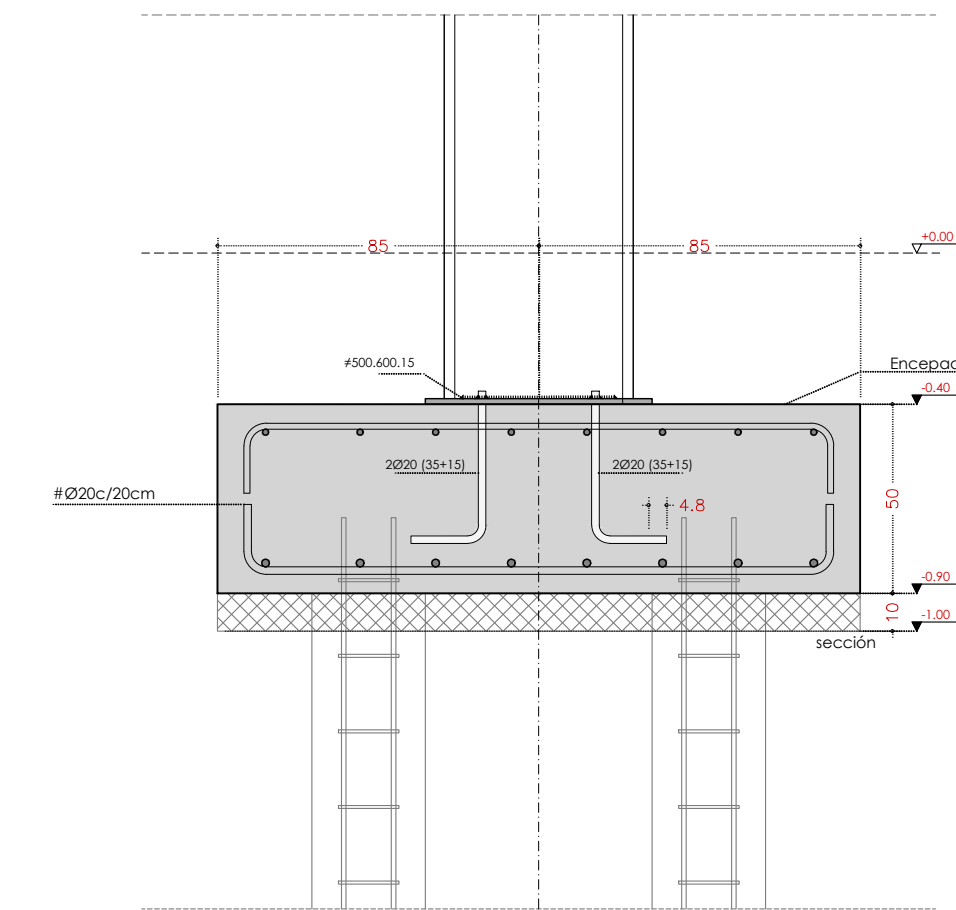 +0.00
85
85
≠500.600.15
Encepad
-0.40
2Ø20 (35+15)
2Ø20 (35+15)
#Ø20c/20cm
4.8
50
-0.90
10
-1.00
sección